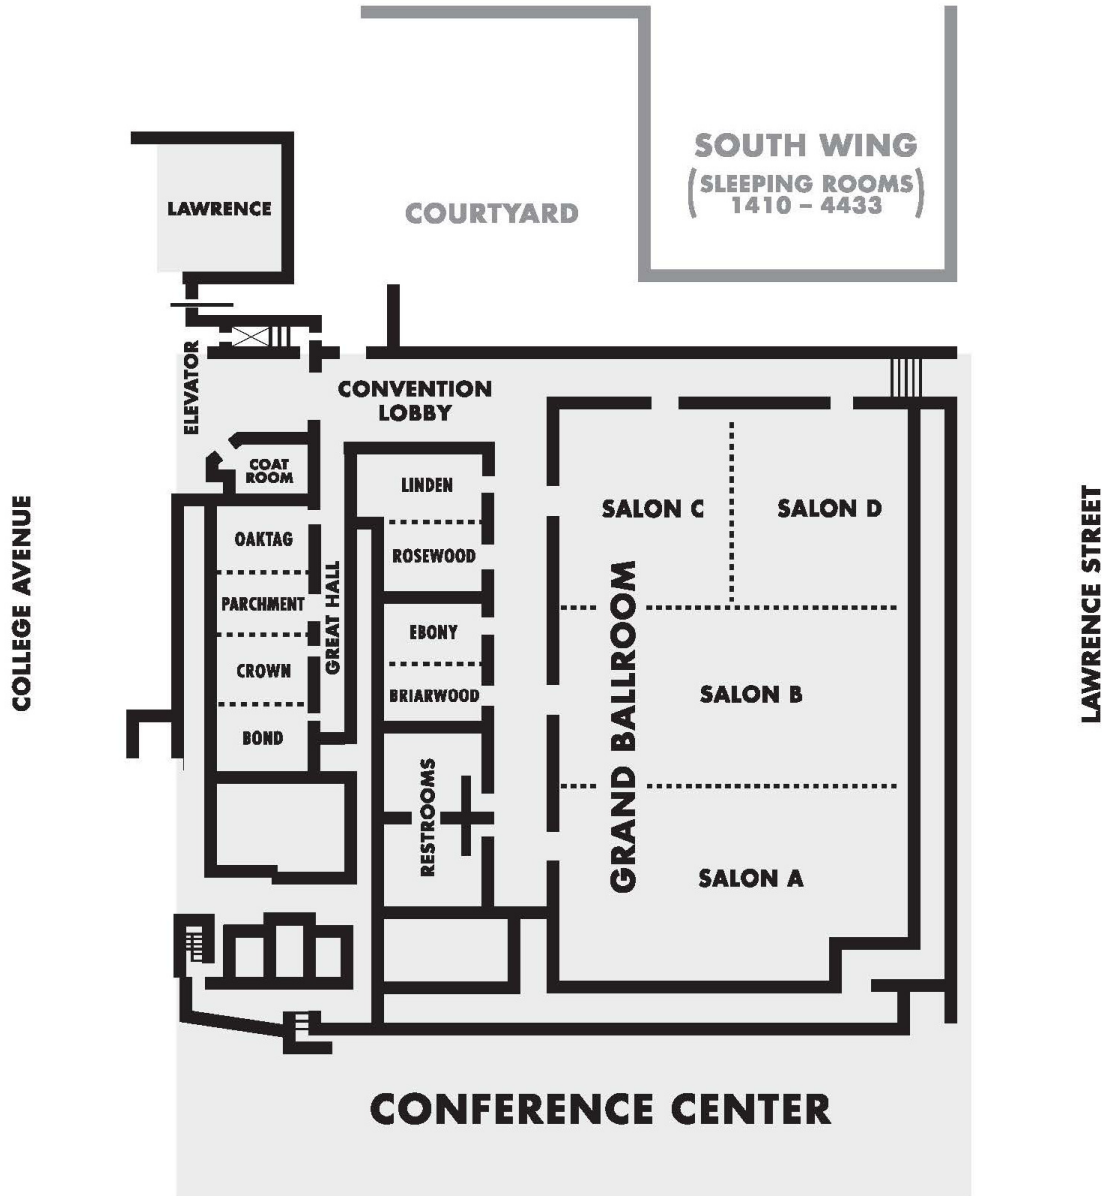 SOUTH WING
(SLEEPING ROOMS
1410 – 4433)
LAWRENCE
COURTYARD
ELEVATOR
CONVENTION
LOBBY
COAT
ROOM
LINDEN
SALON C
SALON D
COLLEGE AVENUE
LAWRENCE STREET
OAKTAG
ROSEWOOD
GREAT HALL
PARCHMENT
EBONY
CROWN
BRIARWOOD
GRAND BALLROOM
SALON B
BOND
RESTROOMS
SALON A
CONFERENCE CENTER